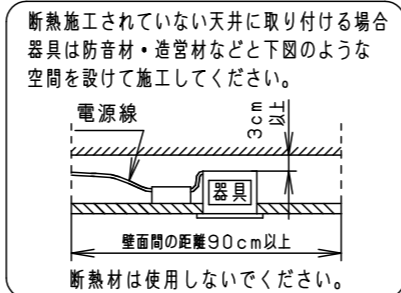 断熱施工されていない天井に取り付ける場合
器具は防音材・造営材などと下図のような
空間を設けて施工してください。
電源線
3cm
以上
器具
壁面間の距離90cm以上
断熱材は使用しないでください。